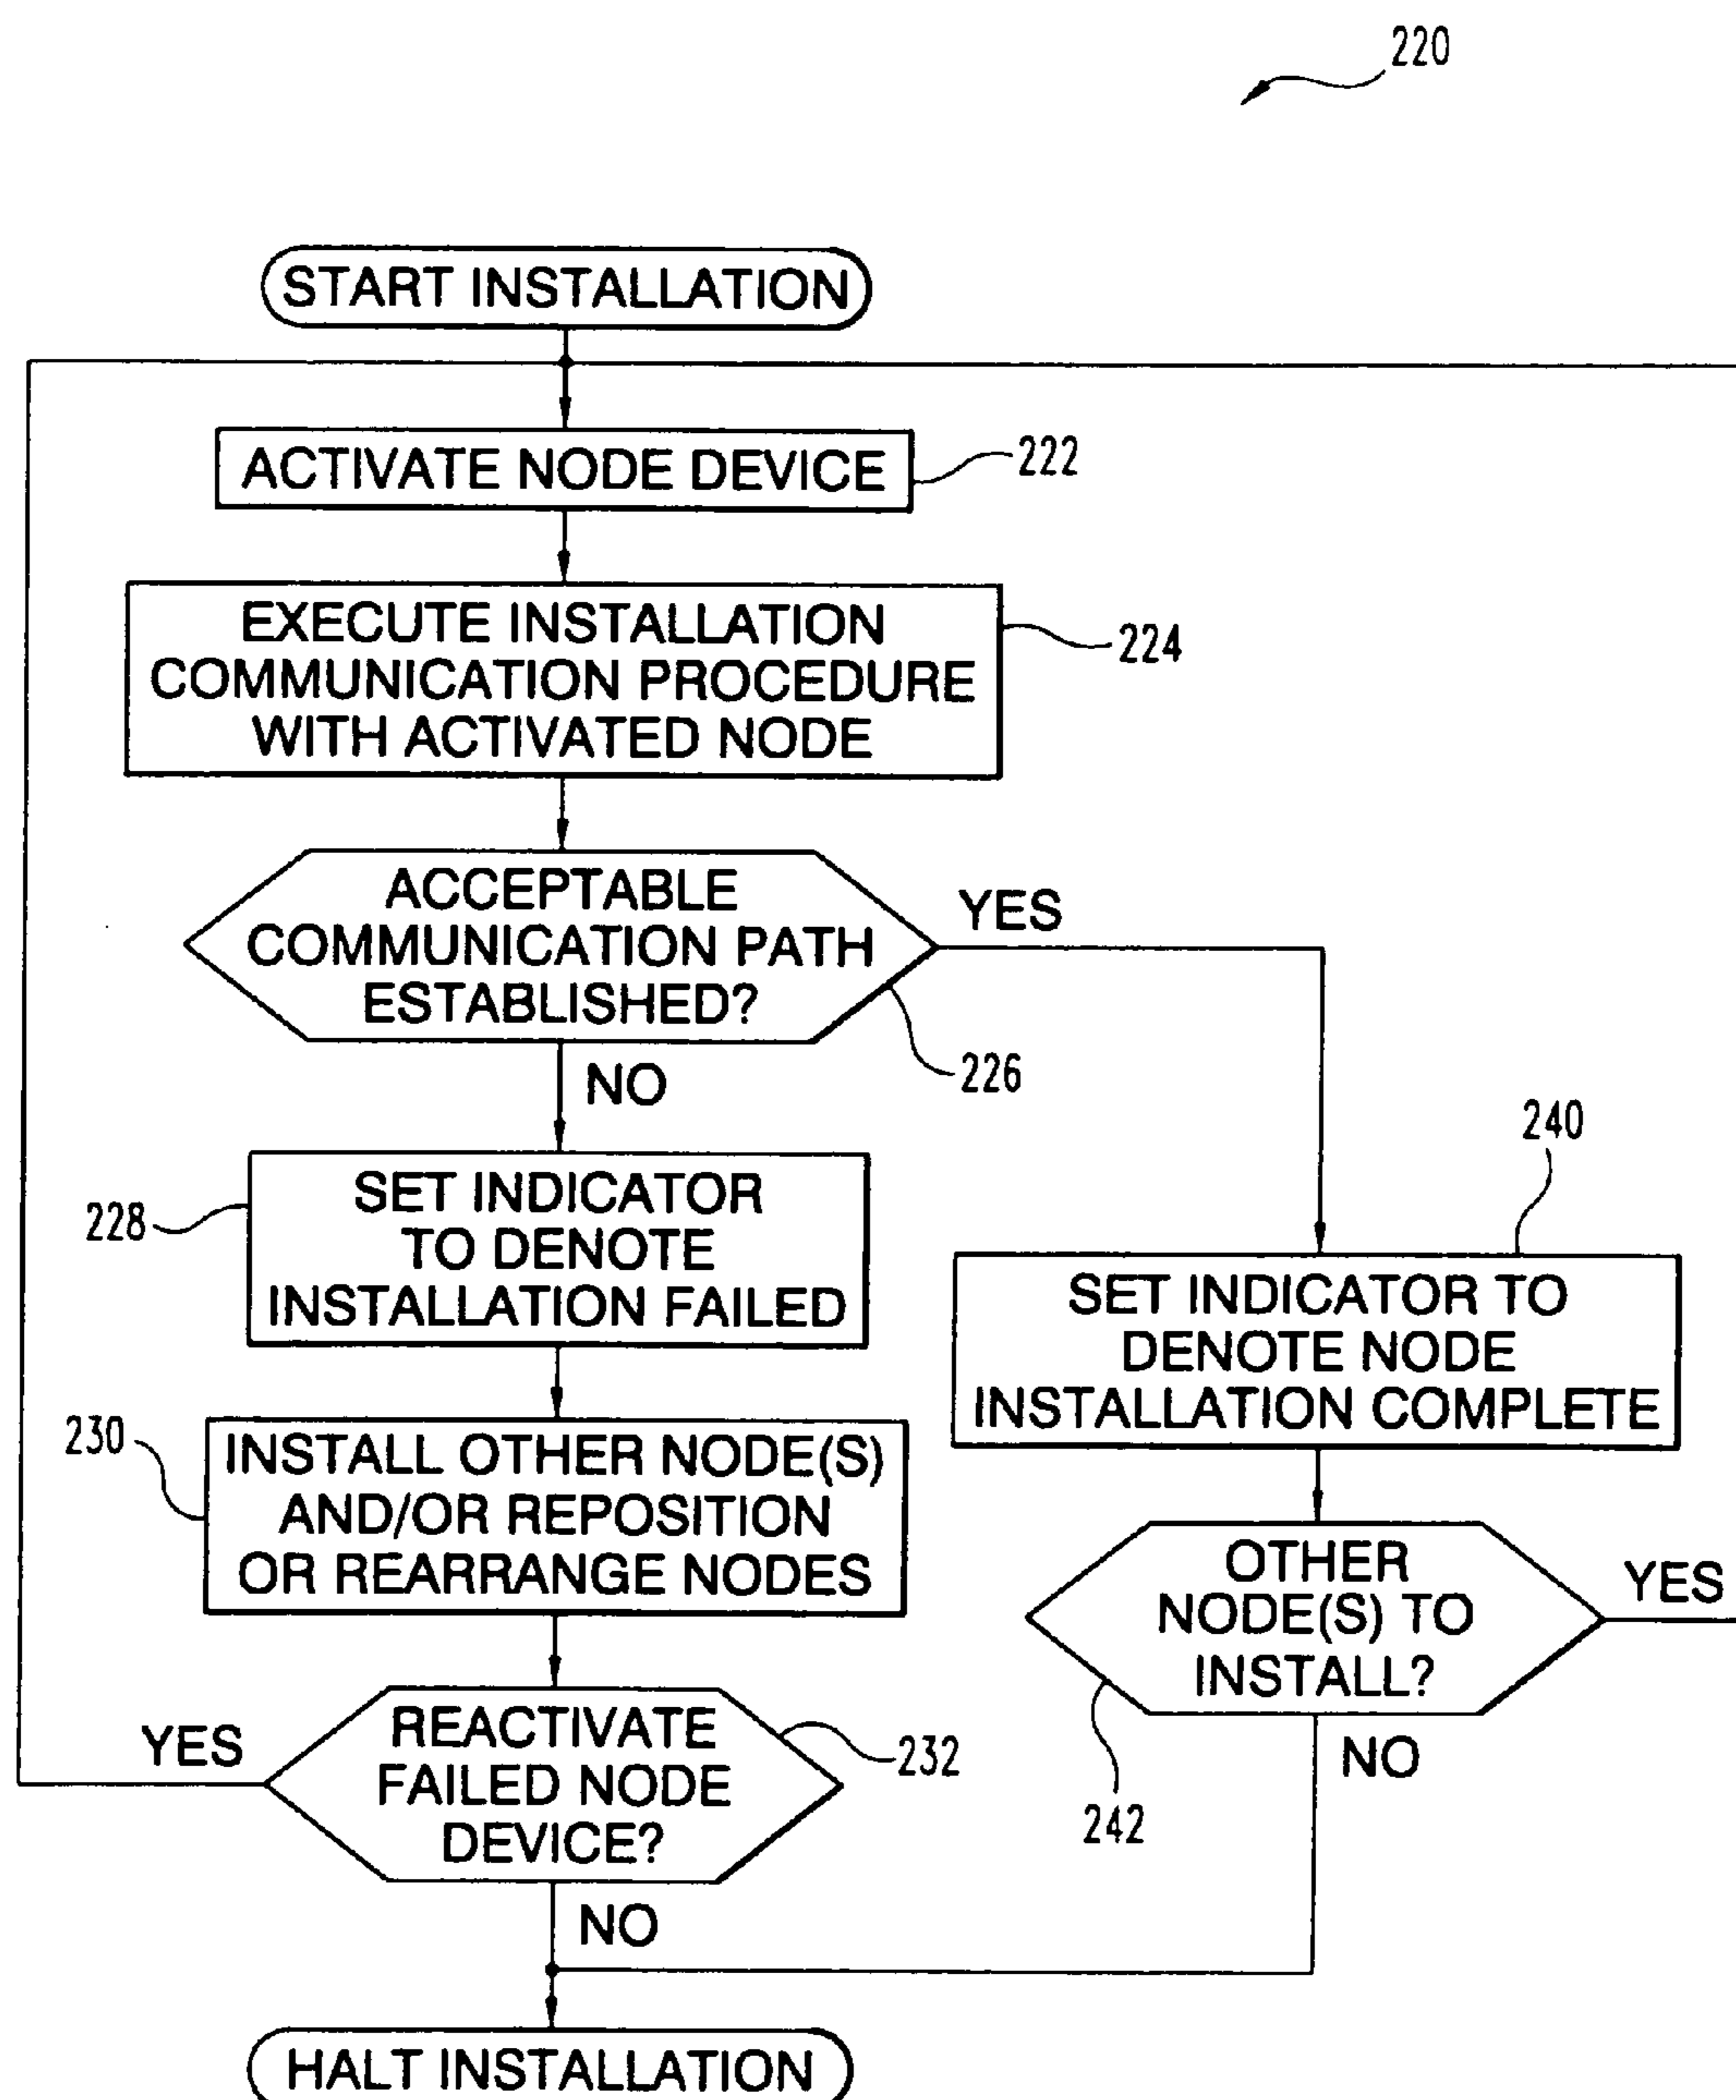 220
START INSTALLATION
ACTIVATE NODE DEVICE
222
EXECUTE INSTALLATION
COMMUNICATION PROCEDURE
WITH ACTIVATED NODE
224
ACCEPTABLE
COMMUNICATION PATH
ESTABLISHED?
YES
226
NO
240
228
SET INDICATOR
TO DENOTE
INSTALLATION FAILED
SET INDICATOR TO
DENOTE NODE
INSTALLATION COMPLETE
230
INSTALL OTHER NODE(S)
AND/OR REPOSITION
OR REARRANGE NODES
OTHER
NODE(S) TO
INSTALL?
YES
242
NO
YES
REACTIVATE
FAILED NODE
DEVICE?
232
NO
HALT INSTALLATION